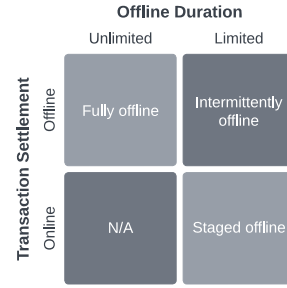 Offline Duration
Unlimited Limited
Transaction Settlement
Offline
Fully offline
Intermittently
offline
Online
N/A
Staged offline